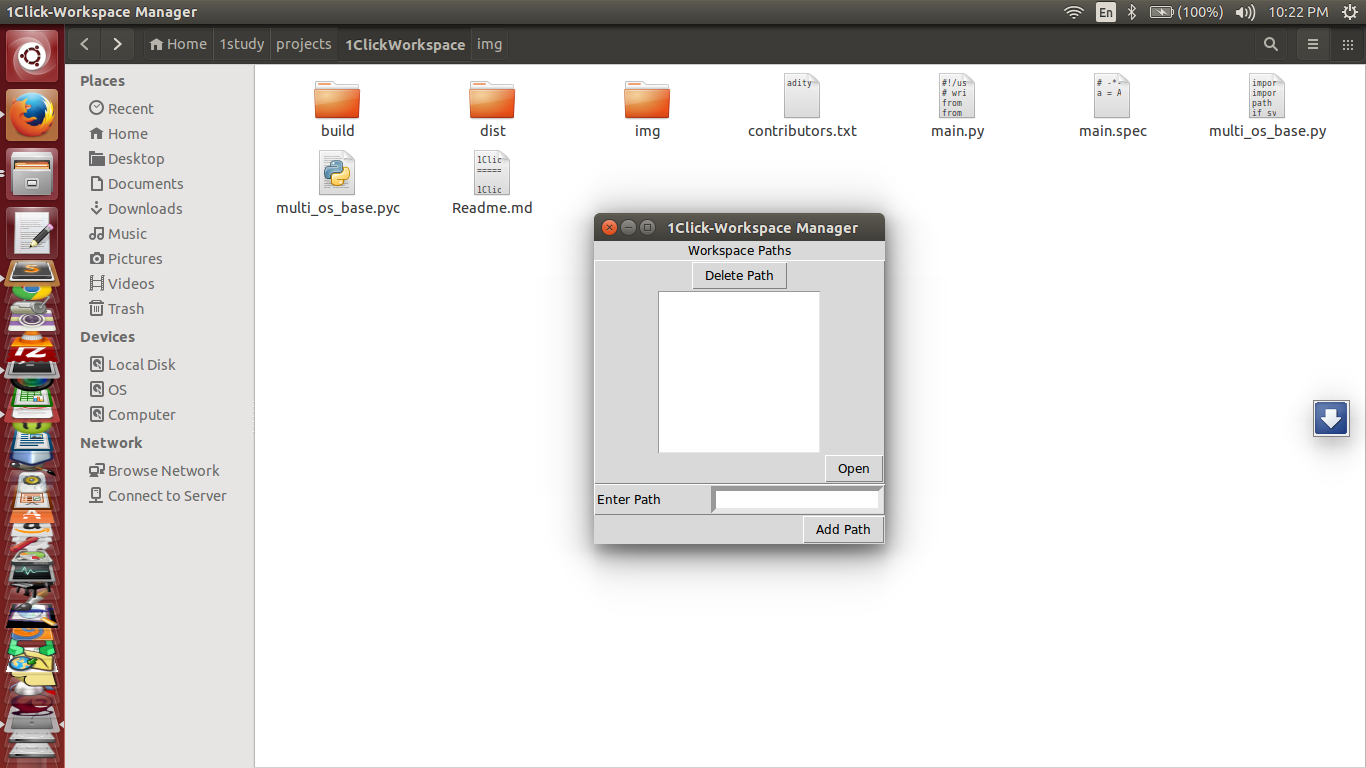 1Click-Workspace Manager
En
(100%)
10:22 PM
Home
1study
projects
1ClickWorkspace
img
Places
Recent
Home
Desktop
Documents
Downloads
Music
Pictures
Videos
Trash
Devices
Local Disk
OS
Computer
Network
Browse Network
Connect to Server
build
dist
img
adity
contributors.txt
#!/us
# wri
from
from
main.py
# -*-
a = A
main.spec
impor
impor
path
if sy
multi_os_base.py
multi_os_base.pyc
1Clic
=====
1Clic
Readme.md
1Click-Workspace Manager
Workspace Paths
Delete Path
Open
Enter Path
Add Path